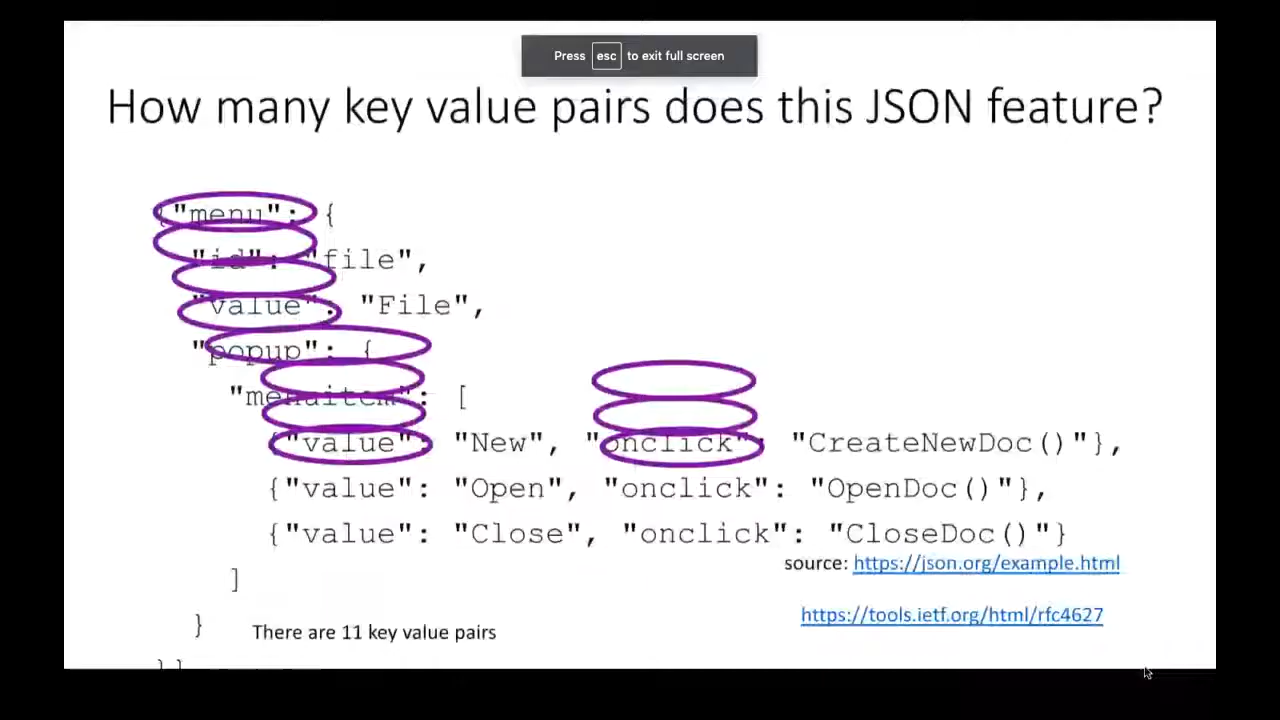 Press esc to exit full screen
How many key value pairs does this JSON feature?
{"menu": {
"id": "file",
"value": "File",
"popup": {
"menuitem": [
{"value": "New", "onclick": "CreateNewDoc()"},
{"value": "Open", "onclick": "OpenDoc()"},
{"value": "Close", "onclick": "CloseDoc()"}
source: https://json.org/example.html
]
https://tools.ietf.org/html/rfc4627
}
There are 11 key value pairs
}}